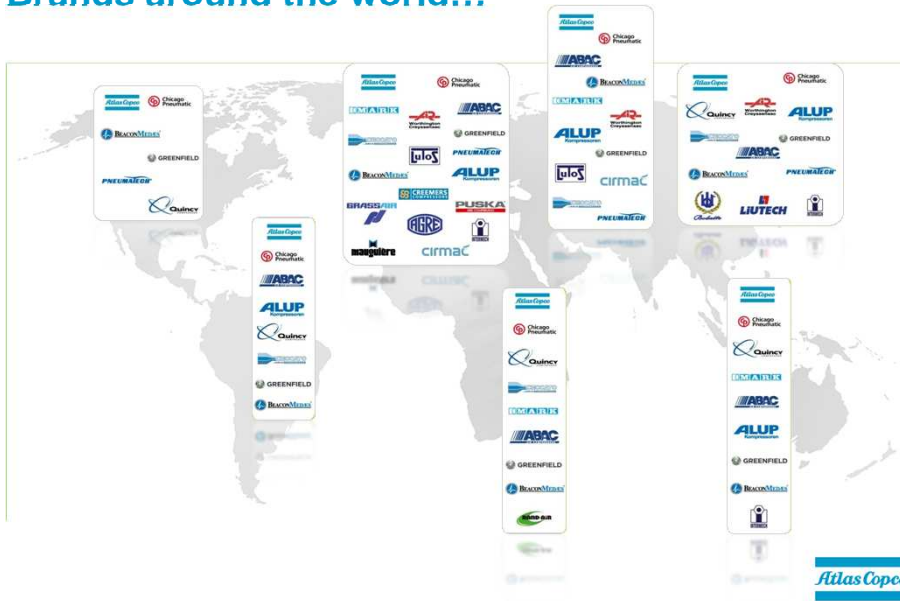 Brands around the world...
Atlas Copco
Chicago Pneumatic
BEACONMEDÆS
GREENFIELD
PNEUMATECH
Quincy
Atlas Copco
Chicago
Pneumatic
ABAC
ALUP
Kompressoren
Quincy
GREENFIELD
BEACONMEDÆS
Atlas Copco
Chicago
Pneumatic
EMARK
Worthington
Creyssensac
ABAC
GREENFIELD
Lutos
PNEUMATECH
BEACONMEDÆS
ALUP
Kompressoren
CREEMERS
COMPRESSORS
BRASSAIR
AGRE
PUSKA
mauguière
cirmac
Atlas Copco
Chicago
Pneumatic
Quincy
EMARK
ABAC
GREENFIELD
BEACONMEDÆS
RAND-AIR
Atlas Copco
Chicago
Pneumatic
ABAC
BEACONMEDÆS
EMARK
Worthington
Creyssensac
ALUP
Kompressoren
GREENFIELD
Lutos
cirmac
PNEUMATECH
Atlas Copco
Chicago
Pneumatic
Quincy
Worthington
Creyssensac
ALUP
Kompressoren
GREENFIELD
ABAC
BEACONMEDÆS
PNEUMATECH
Bolaite
LIUTECH
Atlas Copco
Chicago
Pneumatic
Quincy
EMARK
ABAC
ALUP
Kompressoren
GREENFIELD
BEACONMEDÆS
Atlas Copco